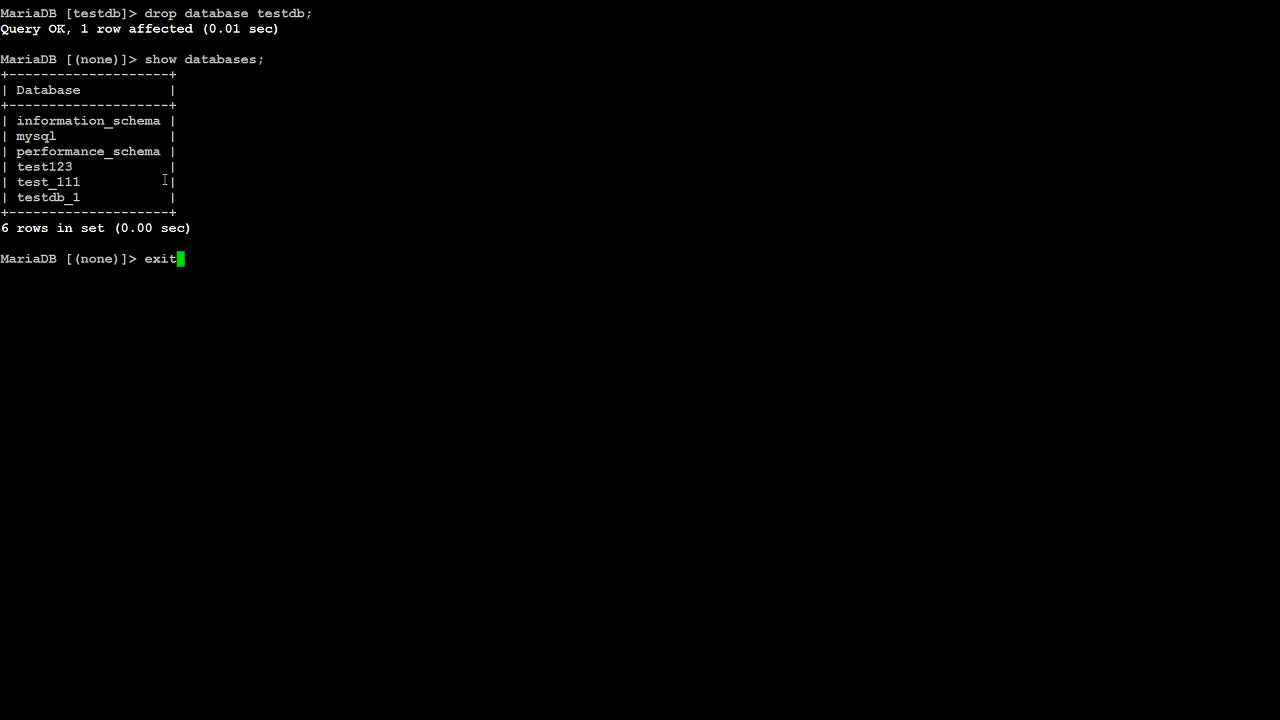 MariaDB [testdb]> drop database testdb;
Query OK, 1 row affected (0.01 sec)
MariaDB [(none)]> show databases;
+--------------------+
| Database           |
+--------------------+
| information_schema |
| mysql              |
| performance_schema |
| test123            |
| test_111           |
| testdb_1           |
+--------------------+
6 rows in set (0.00 sec)
MariaDB [(none)]> exit